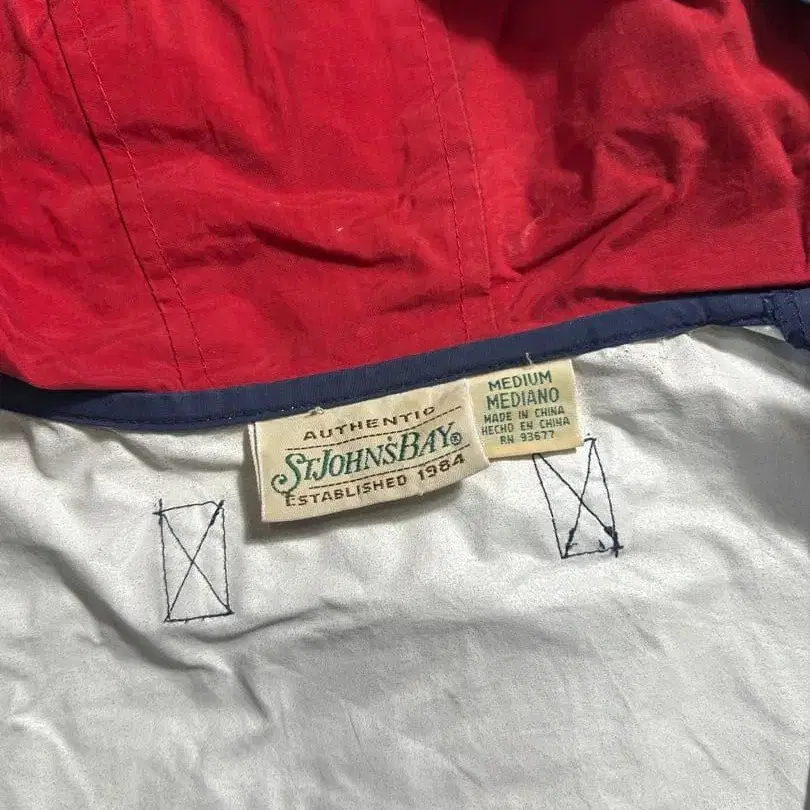 AUTHENTIC
ST JOHN'S BAY®
ESTABLISHED 1984
MEDIUM
MEDIANO
MADE IN CHINA
HECHO EN CHINA
RN 93677